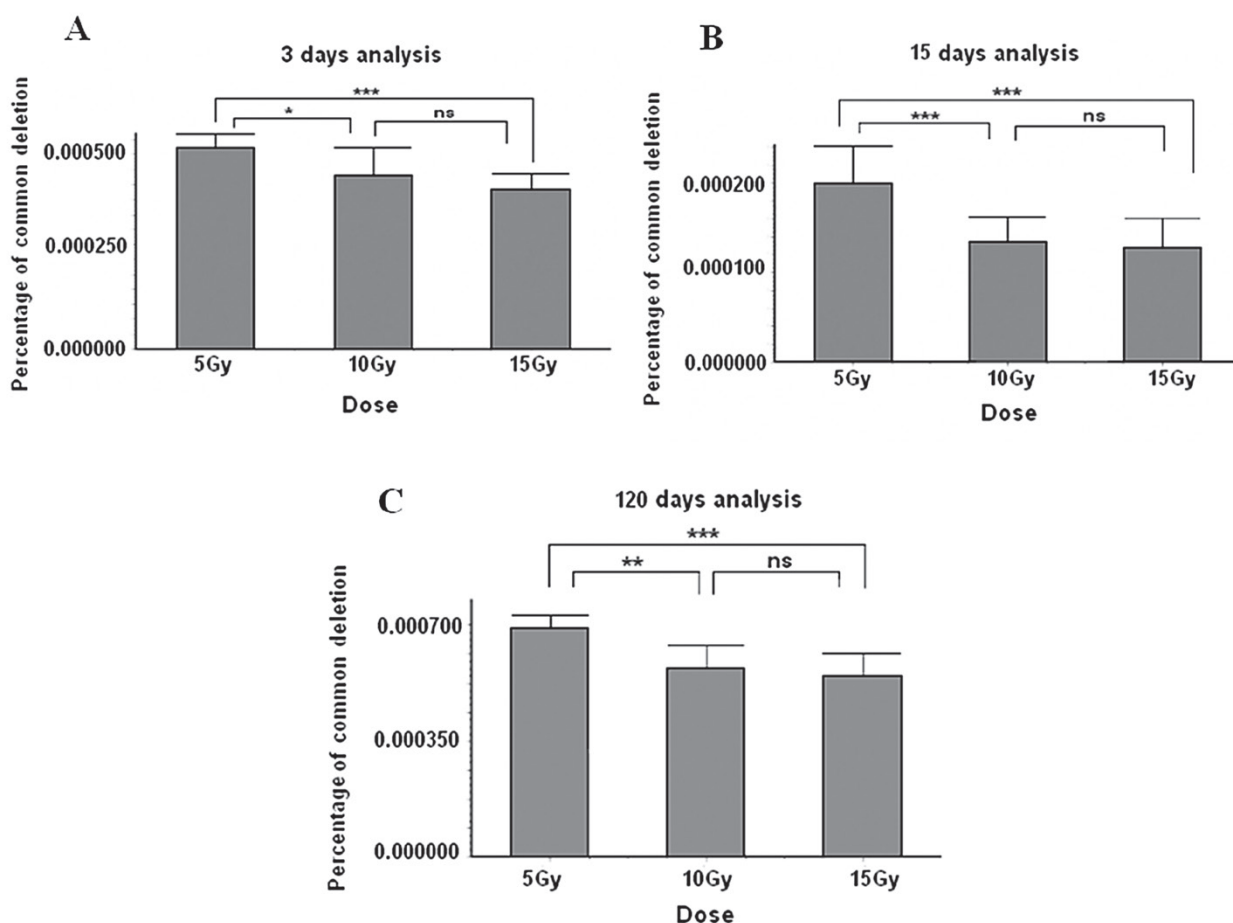 A
3 days analysis
***
*
ns
Percentage of common deletion
0.000500
0.000250
0.000000
5Gy
10Gy
15Gy
Dose
B
15 days analysis
***
***
ns
Percentage of common deletion
0.000200
0.000100
0.000000
5Gy
10Gy
15Gy
Dose
C
120 days analysis
***
**
ns
Percentage of common deletion
0.000700
0.000350
0.000000
5Gy
10Gy
15Gy
Dose